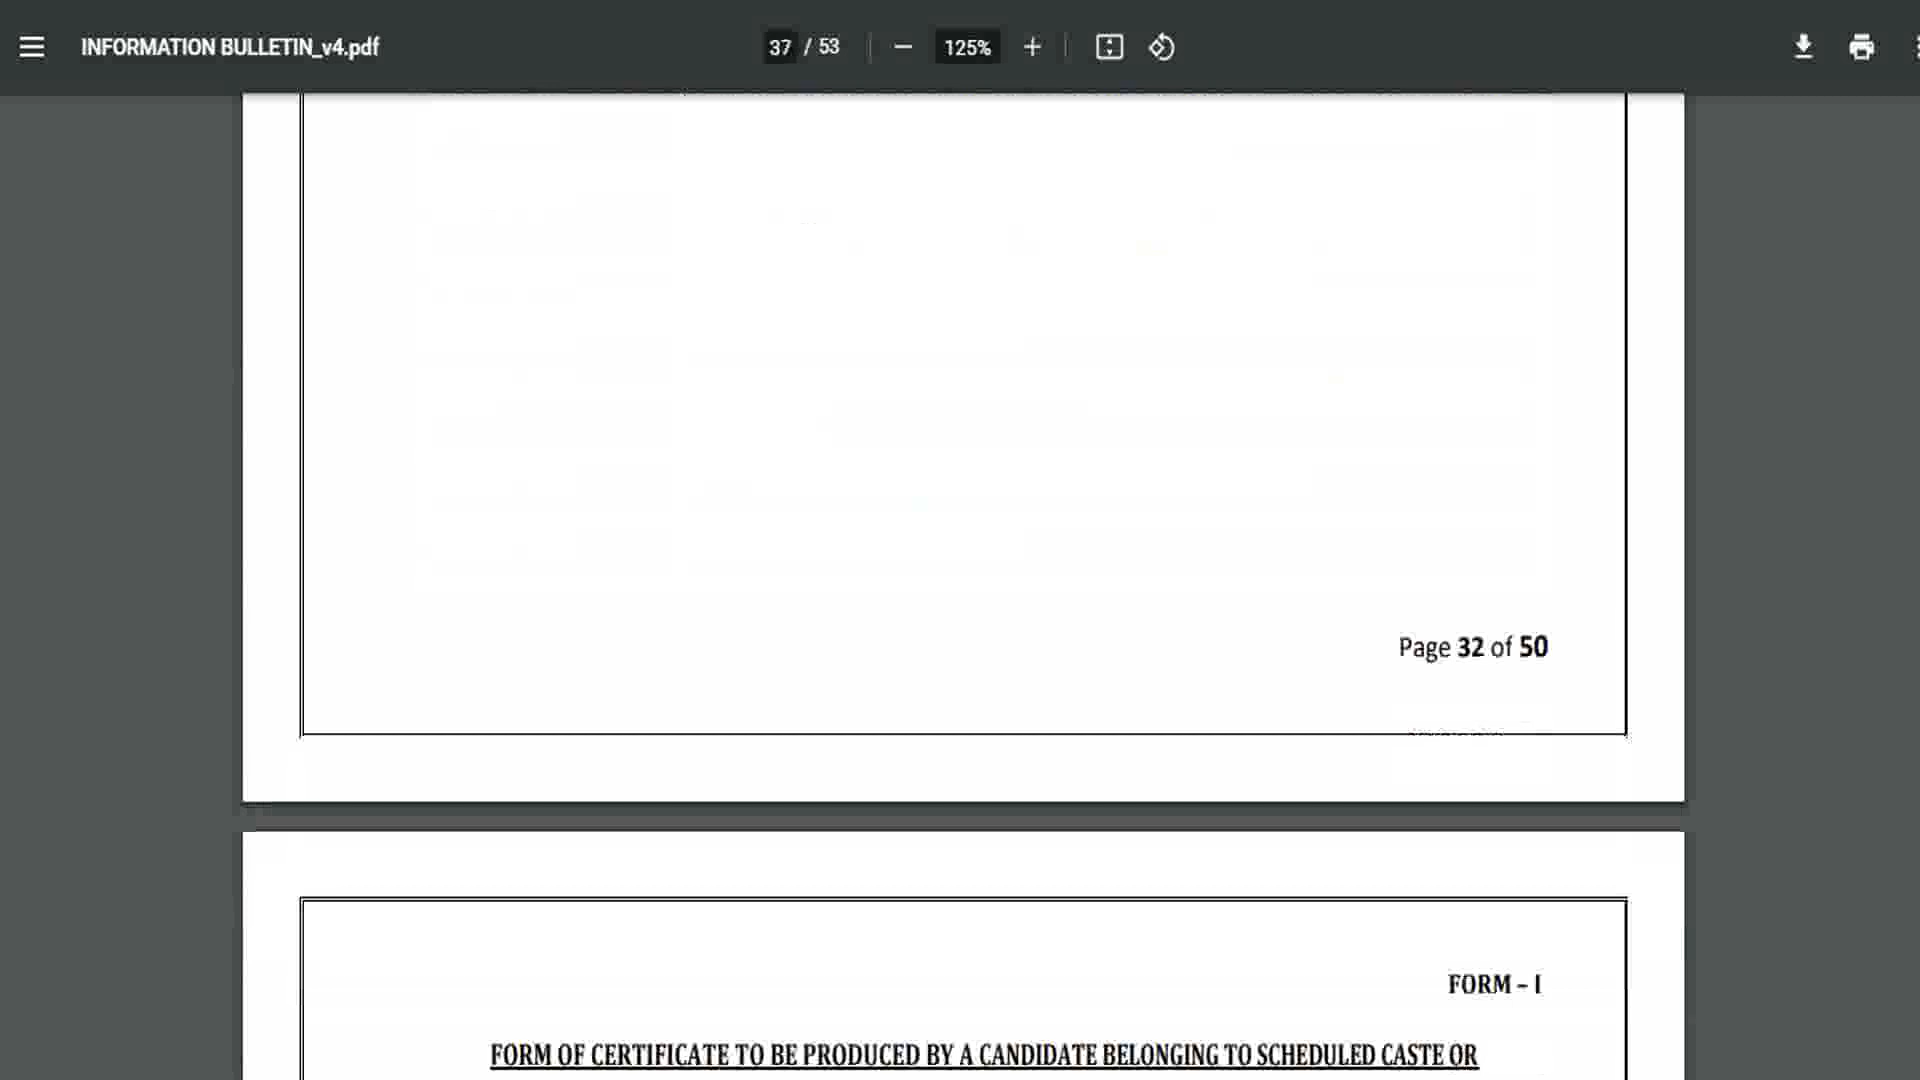 INFORMATION BULLETIN_v4.pdf
37 / 53
125%
Page 32 of 50
FORM – I
FORM OF CERTIFICATE TO BE PRODUCED BY A CANDIDATE BELONGING TO SCHEDULED CASTE OR